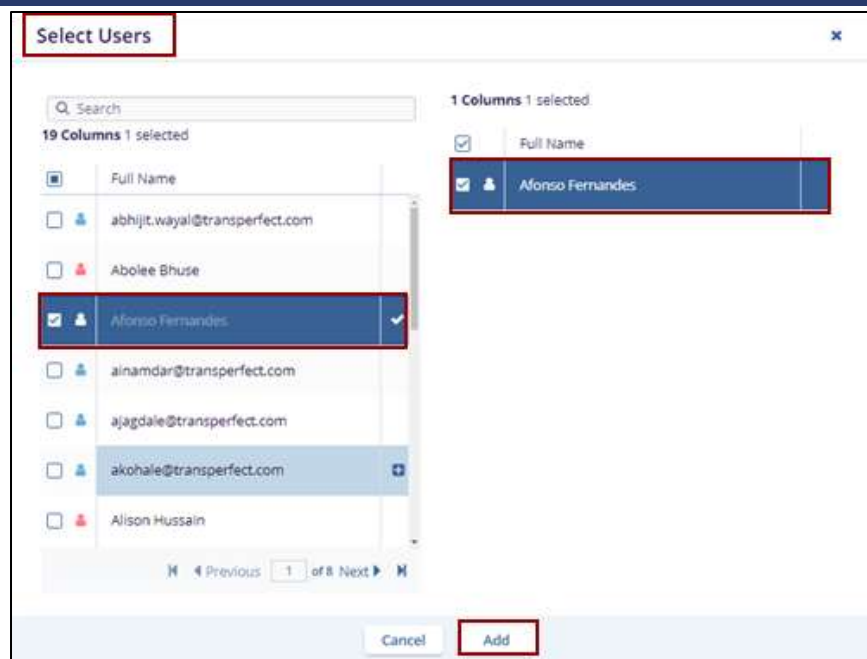 Select Users
Search
19 Columns 1 selected
Full Name
abhijit.wayal@transperfect.com
Abolee Bhuse
Afonso Fernandes
ainamdar@transperfect.com
ajagdale@transperfect.com
akohale@transperfect.com
Alison Hussain
Previous 1 of 8 Next
1 Columns 1 selected
Full Name
Afonso Fernandes
Cancel Add